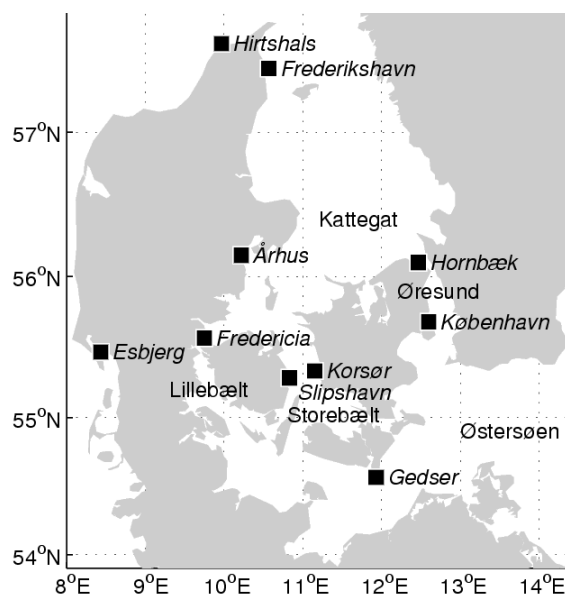 Hirtshals
Frederikshavn
57°N
Kattegat
Århus
56°N
Hornbæk
Øresund
København
Fredericia
Esbjerg
Korsør
Lillebælt
Slipshavn
Storebælt
55°N
Østersøen
Gedser
54°N
8°E 9°E 10°E 11°E 12°E 13°E 14°E